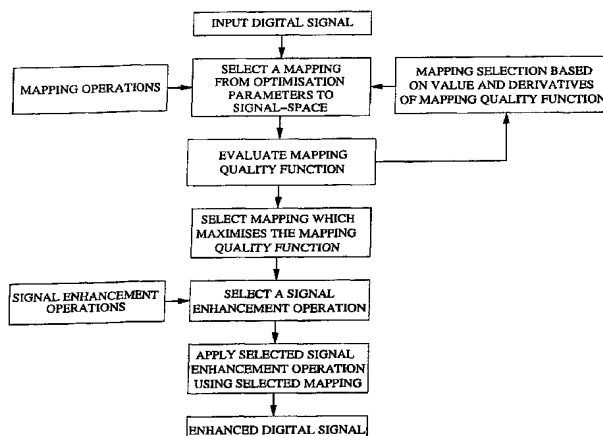 INPUT DIGITAL SIGNAL
MAPPING OPERATIONS
SELECT A MAPPING
FROM OPTIMISATION
PARAMETERS TO
SIGNAL-SPACE
MAPPING SELECTION BASED
ON VALUE AND DERIVATIVES
OF MAPPING QUALITY FUNCTION
EVALUATE MAPPING
QUALITY FUNCTION
SELECT MAPPING WHICH
MAXIMISES THE MAPPING
QUALITY FUNCTION
SIGNAL ENHANCEMENT
OPERATIONS
SELECT A SIGNAL
ENHANCEMENT OPERATION
APPLY SELECTED SIGNAL
ENHANCEMENT OPERATION
USING SELECTED MAPPING
ENHANCED DIGITAL SIGNAL